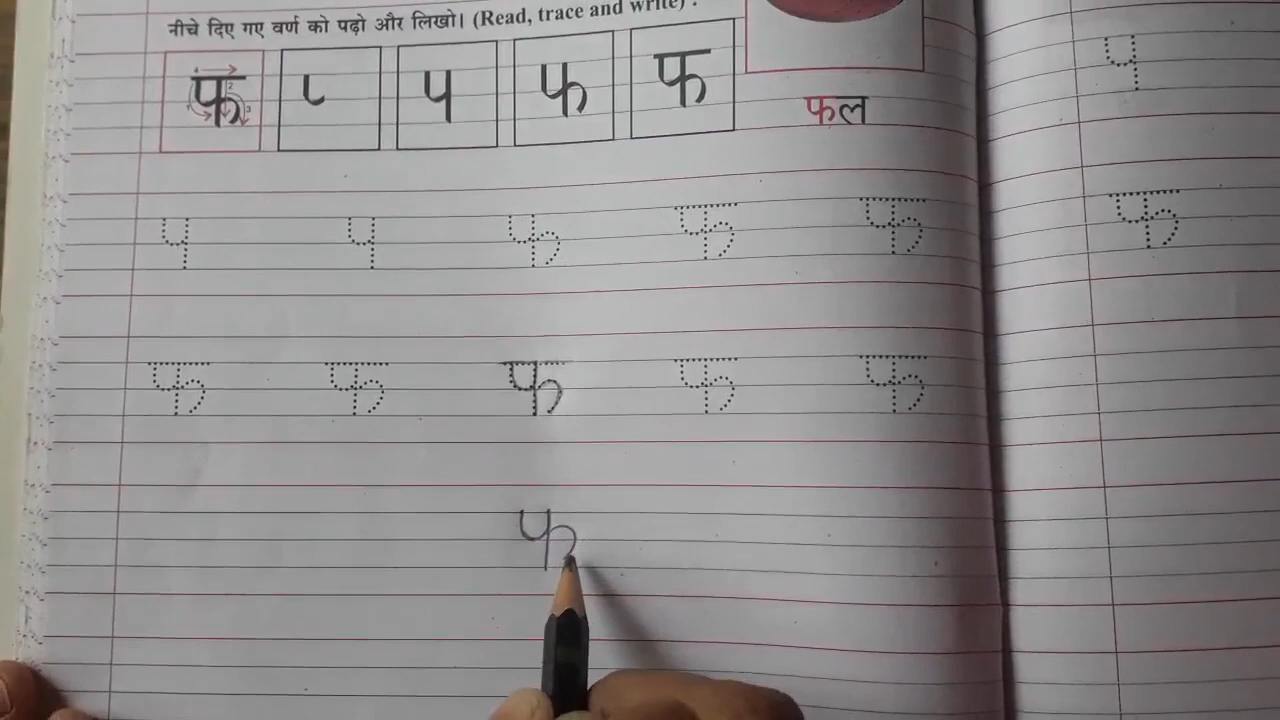 नीचे दिए गए वर्ण को पढ़ो और लिखो। (Read, trace and write) :
फ ৸ प फ फ
फल
प
प प फ फ फ फ
फ फ फ फ फ
फ